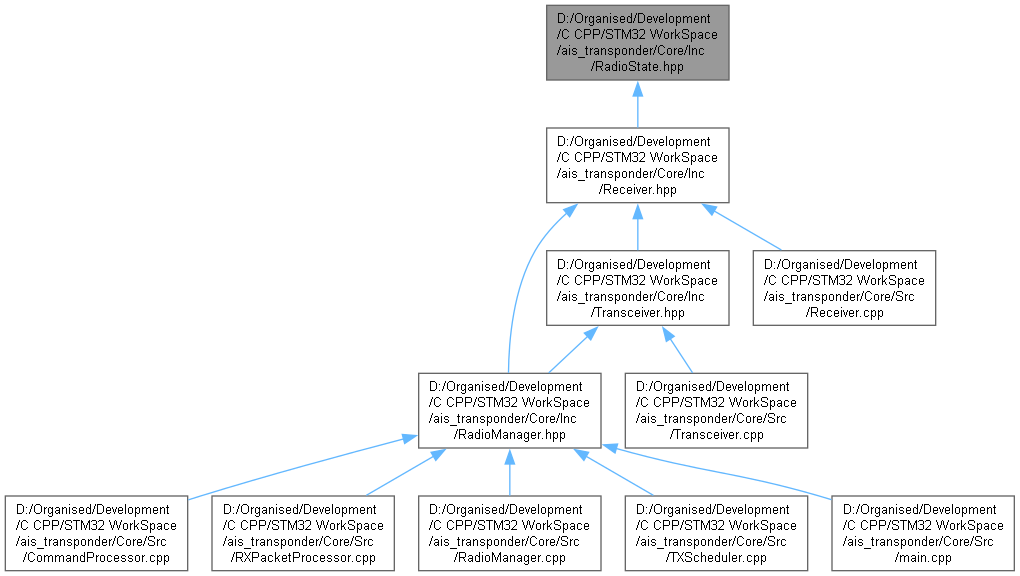 D:/Organised/Development
/C CPP/STM32 WorkSpace
/ais_transponder/Core/Inc
/RadioState.hpp
D:/Organised/Development
/C CPP/STM32 WorkSpace
/ais_transponder/Core/Inc
/Receiver.hpp
D:/Organised/Development
/C CPP/STM32 WorkSpace
/ais_transponder/Core/Inc
/Transceiver.hpp
D:/Organised/Development
/C CPP/STM32 WorkSpace
/ais_transponder/Core/Src
/Receiver.cpp
D:/Organised/Development
/C CPP/STM32 WorkSpace
/ais_transponder/Core/Inc
/RadioManager.hpp
D:/Organised/Development
/C CPP/STM32 WorkSpace
/ais_transponder/Core/Src
/Transceiver.cpp
D:/Organised/Development
/C CPP/STM32 WorkSpace
/ais_transponder/Core/Src
/CommandProcessor.cpp
D:/Organised/Development
/C CPP/STM32 WorkSpace
/ais_transponder/Core/Src
/RXPacketProcessor.cpp
D:/Organised/Development
/C CPP/STM32 WorkSpace
/ais_transponder/Core/Src
/RadioManager.cpp
D:/Organised/Development
/C CPP/STM32 WorkSpace
/ais_transponder/Core/Src
/TXScheduler.cpp
D:/Organised/Development
/C CPP/STM32 WorkSpace
/ais_transponder/Core/Src
/main.cpp